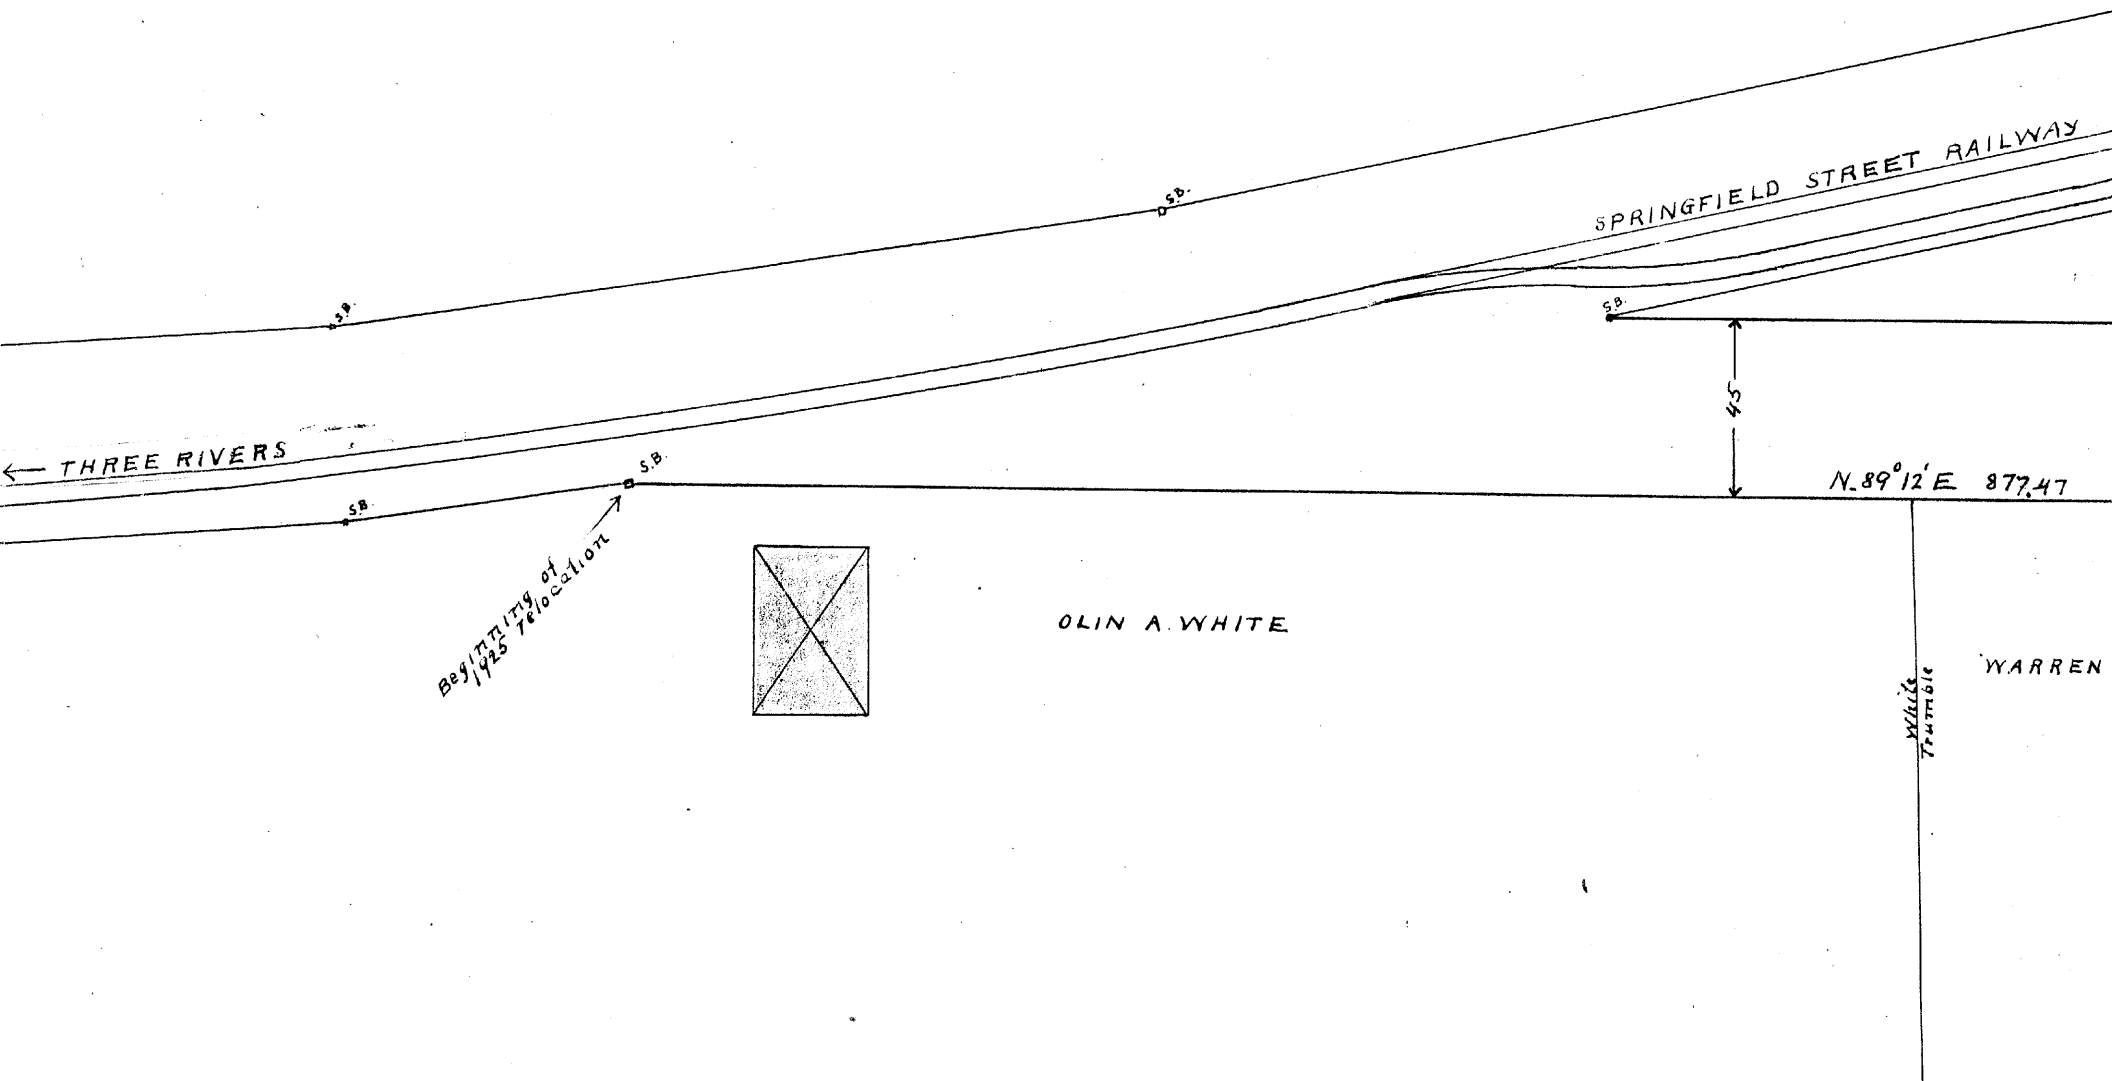 S.B.
SPRINGFIELD STREET RAILWAY
S.B.
S.B.
45
← THREE RIVERS
S.B.
N.89°12'E 877.47
S.B.
Beginning of
1925 relocation
OLIN A. WHITE
WARREN
White
Trumble